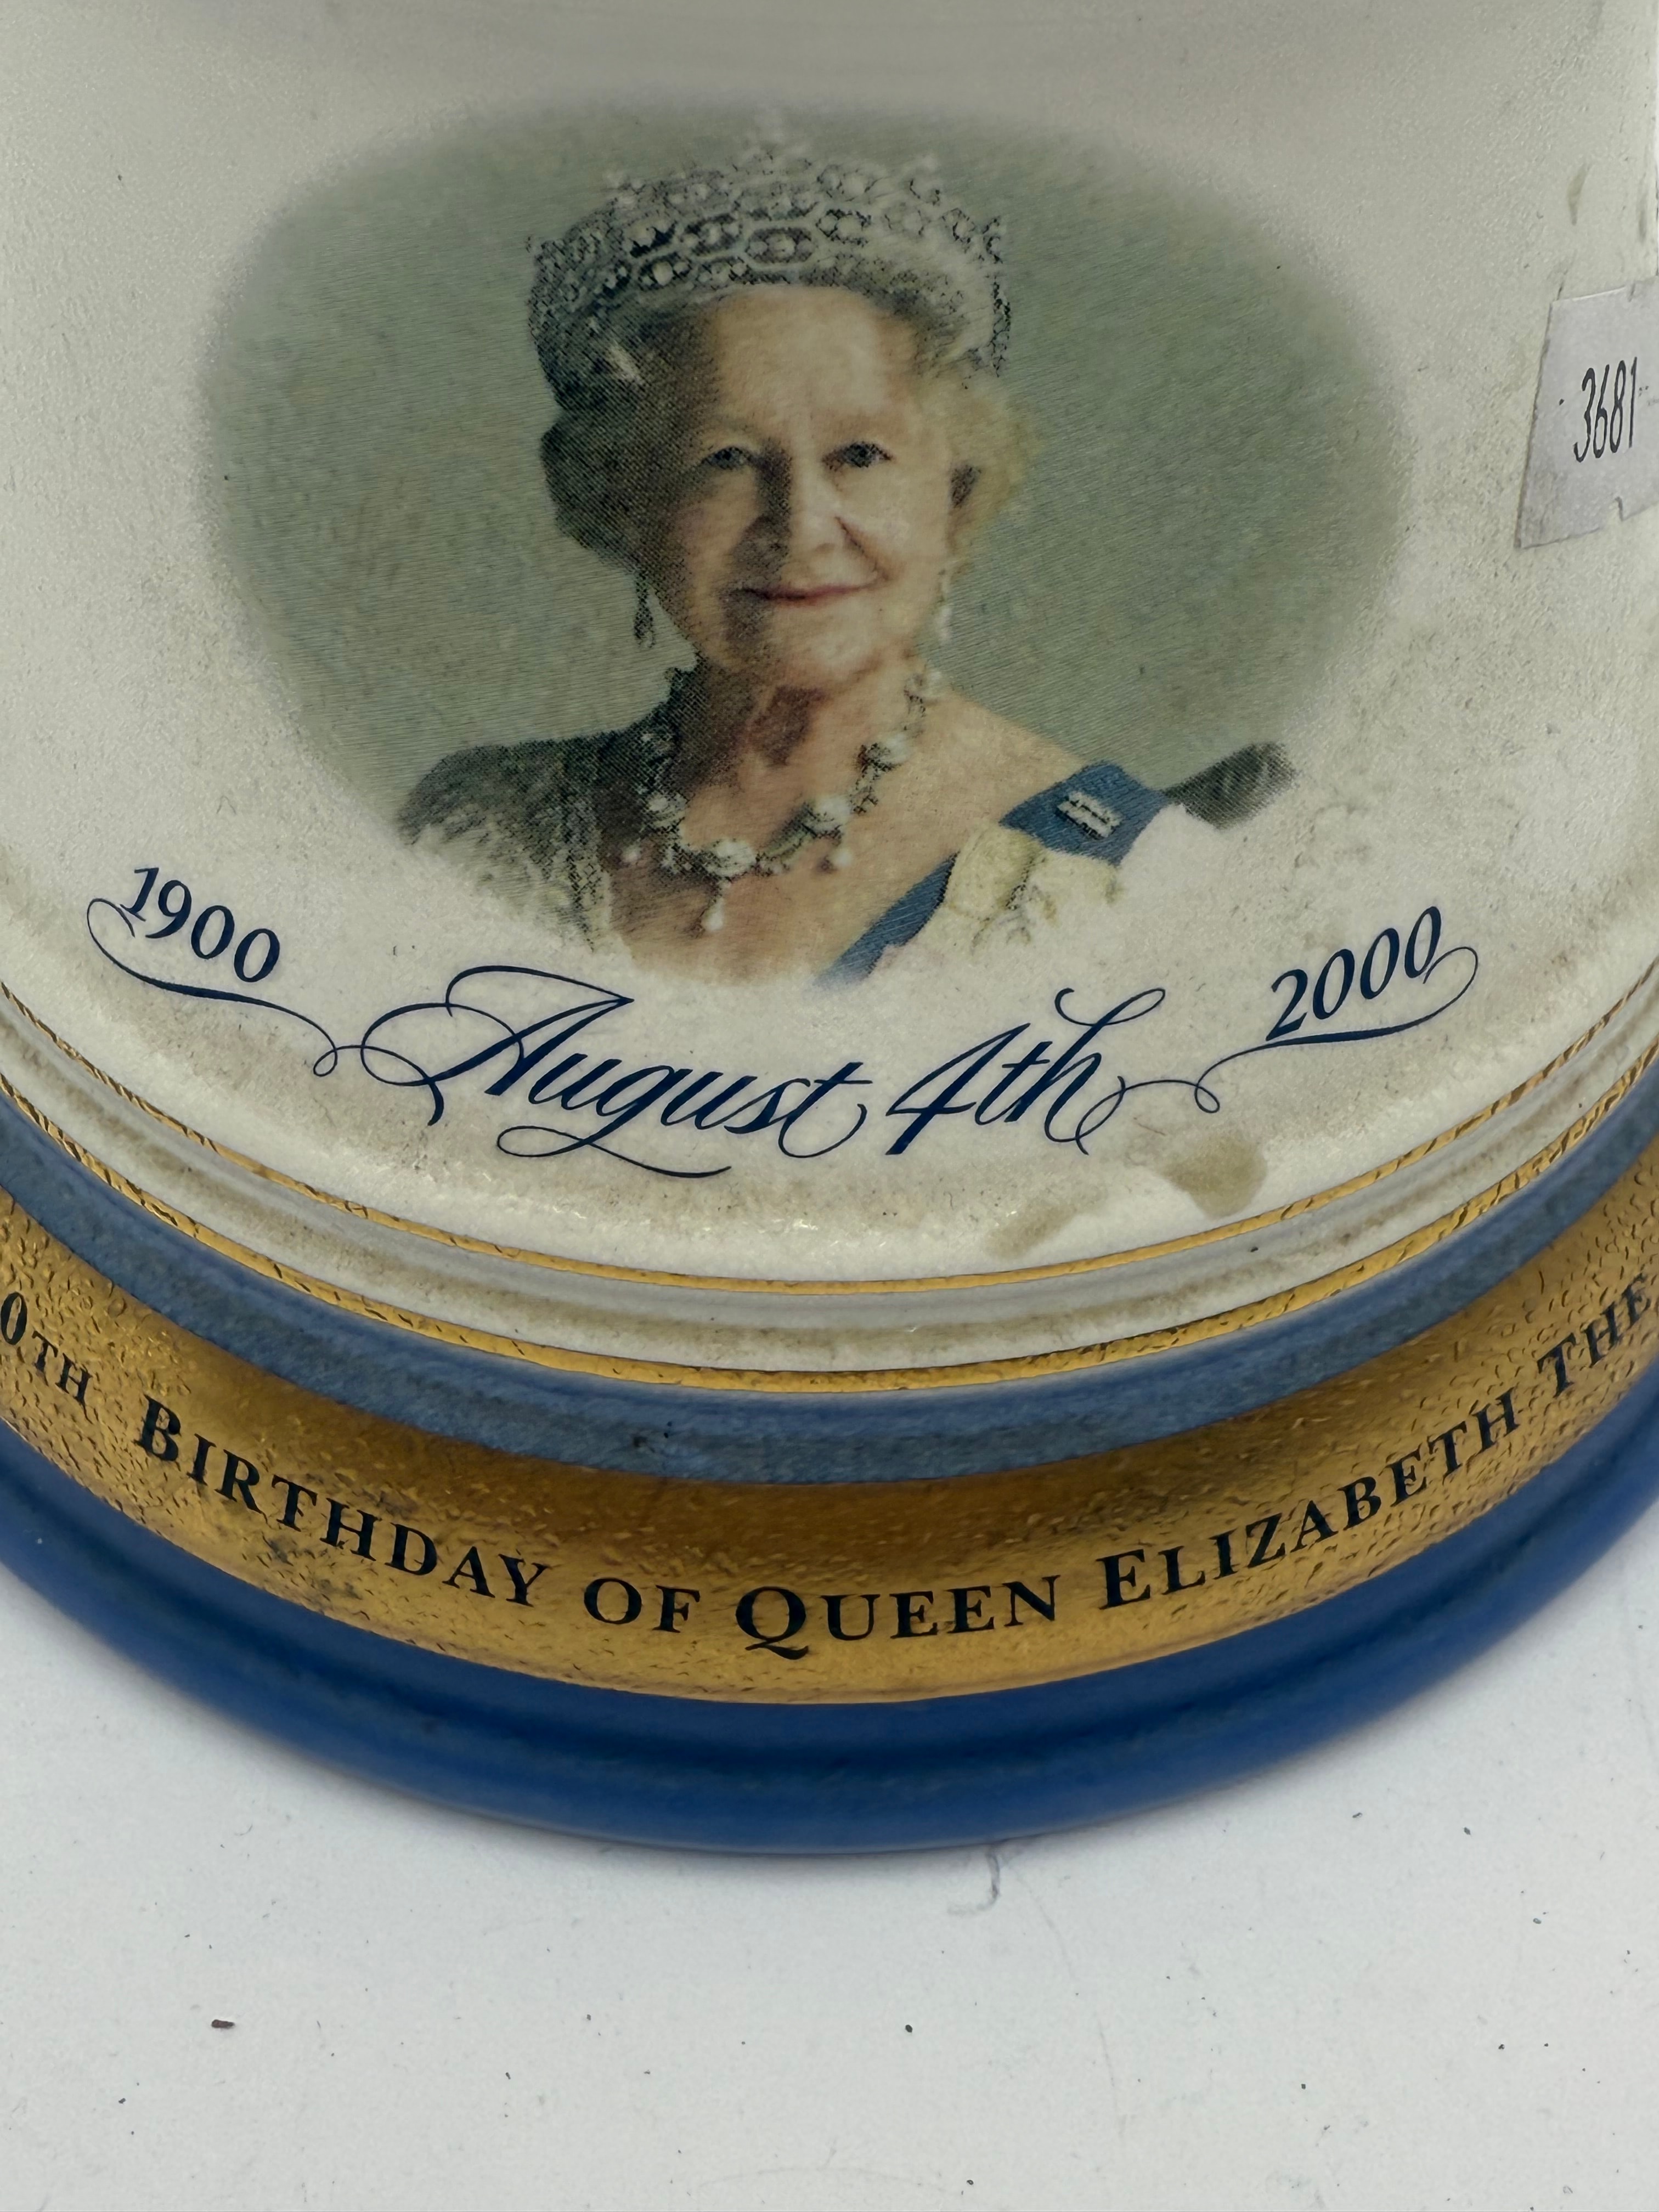 3681
1900
August 4th
2000
0TH BIRTHDAY OF QUEEN ELIZABETH THE